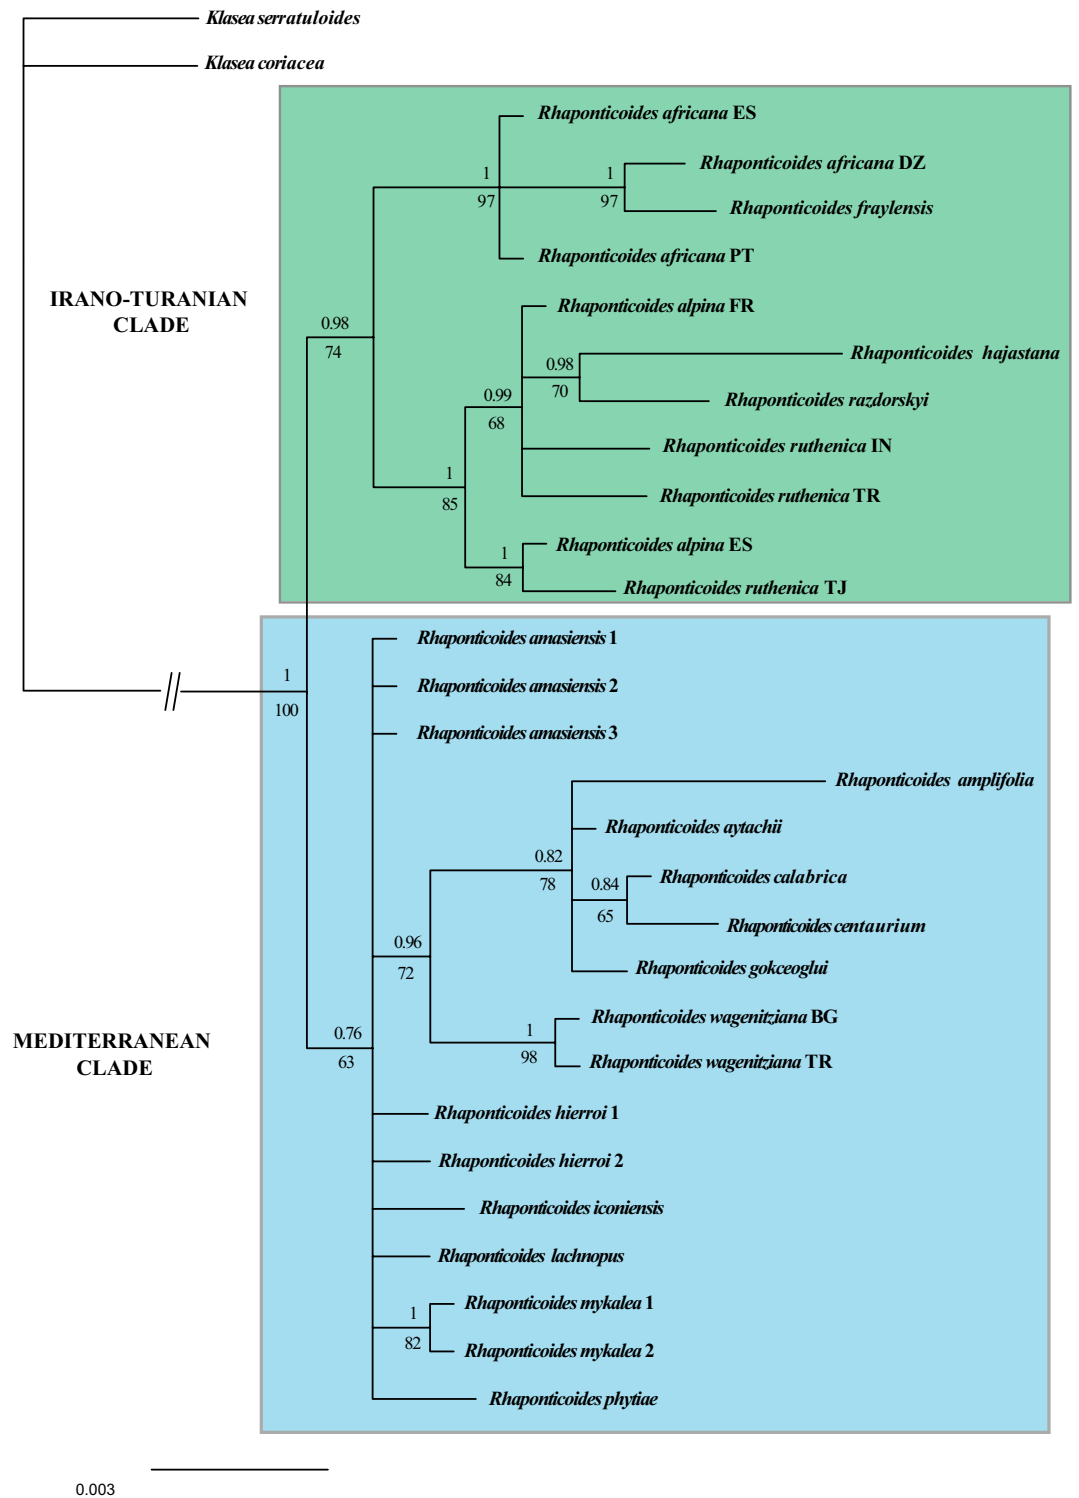 Klasea serratuloides
Klasea coriacea
Rhaponticoides africana ES
1
Rhaponticoides africana DZ
1
97
97
Rhaponticoides fraylensis
Rhaponticoides africana PT
IRANO-TURANIAN
CLADE
Rhaponticoides alpina FR
0.98
74
Rhaponticoides hajastana
0.98
70
0.99
68
Rhaponticoides razdorskyi
Rhaponticoides ruthenica IN
1
85
Rhaponticoides ruthenica TR
Rhaponticoides alpina ES
1
84
Rhaponticoides ruthenica TJ
Rhaponticoides amasiensis 1
1
100
Rhaponticoides amasiensis 2
Rhaponticoides amasiensis 3
Rhaponticoides amplifolia
Rhaponticoides aytachii
0.82
78
Rhaponticoides calabrica
0.84
65
Rhaponticoides centaurium
0.96
72
Rhaponticoides gokceoglui
Rhaponticoides wagenitziana BG
1
98
Rhaponticoides wagenitziana TR
MEDITERRANEAN
CLADE
0.76
63
Rhaponticoides hierroi 1
Rhaponticoides hierroi 2
Rhaponticoides iconiensis
Rhaponticoides lachnopus
Rhaponticoides mykalea 1
1
82
Rhaponticoides mykalea 2
Rhaponticoides phytiae
0.003